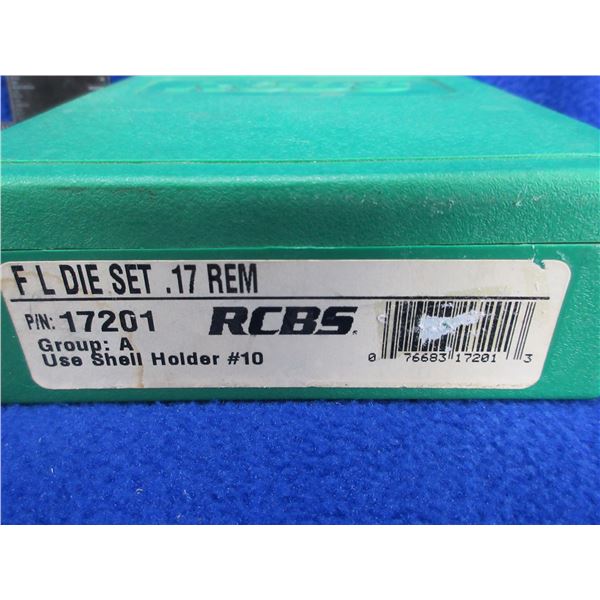 F L DIE SET .17 REM
P/N: 17201
RCBS.
Group: A
Use Shell Holder #10
0 76683 17201 3